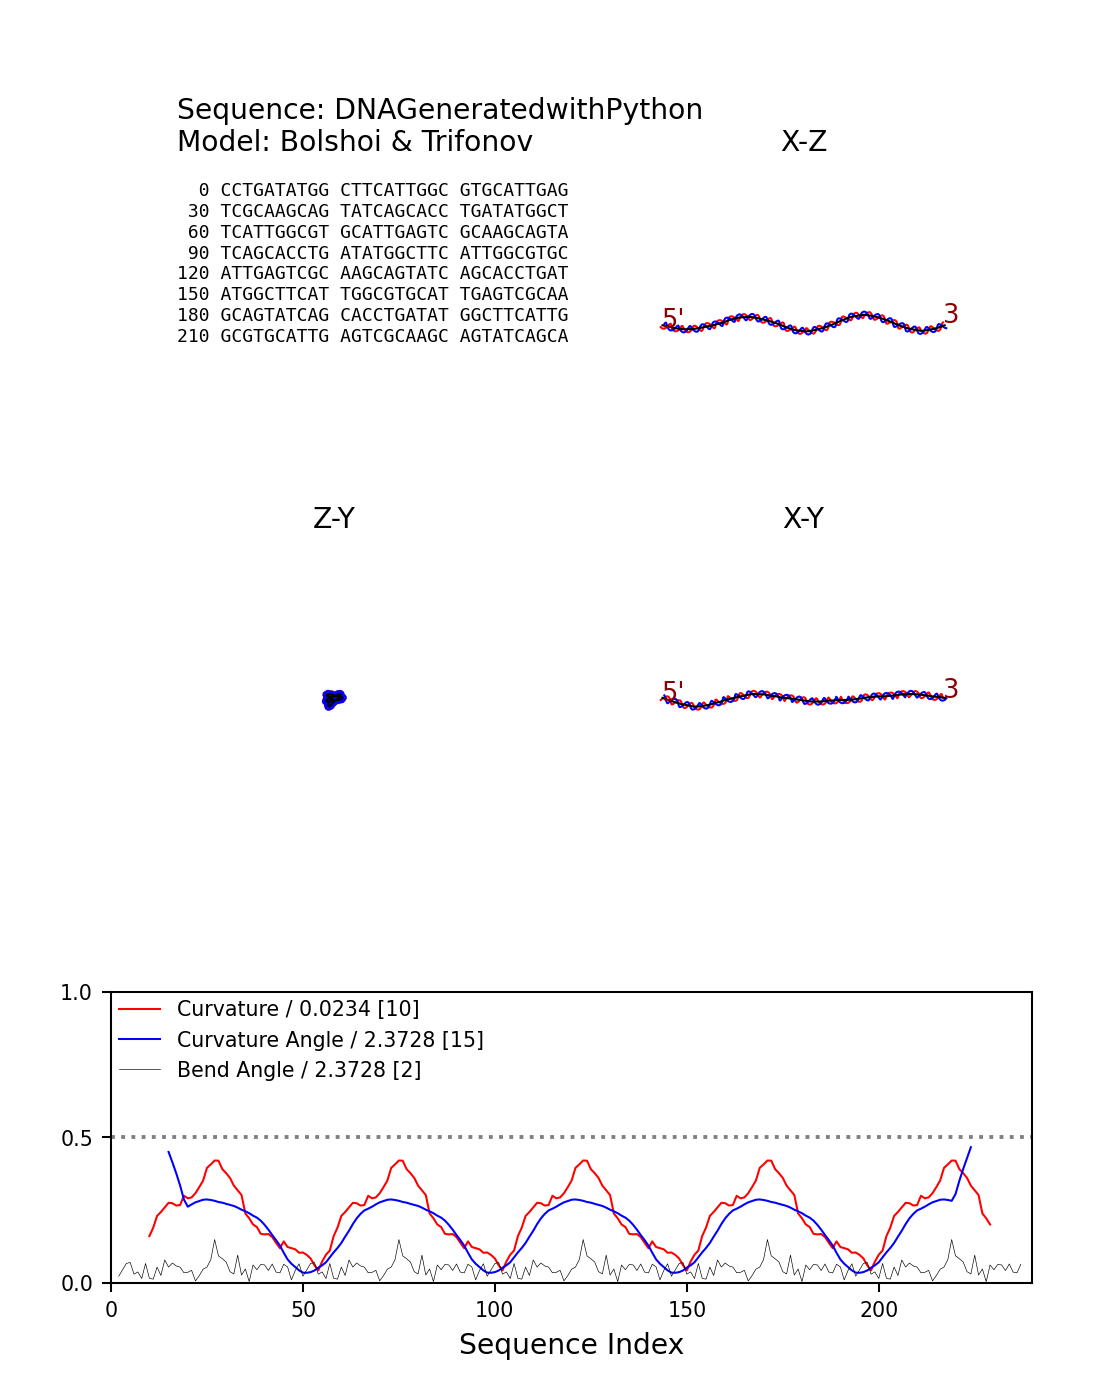 Sequence: DNAGeneratedwithPython
Model: Bolshoi & Trifonov
X-Z
0 CCTGATATGG CTTCATTGGC GTGCATTGAG
30 TCGCAAGCAG TATCAGCACC TGATATGGCT
60 TCATTGGCGT GCATTGAGTC GCAAGCAGTA
90 TCAGCACCTG ATATGGCTTC ATTGGCGTGC
120 ATTGAGTCGC AAGCAGTATC AGCACCTGAT
150 ATGGCTTCAT TGGCGTGCAT TGAGTCGCAA
180 GCAGTATCAG CACCTGATAT GGCTTCATTG
210 GCGTGCATTG AGTCGCAAGC AGTATCAGCA
5'
3
Z-Y
X-Y
5'
3
1.0
0.5
0.0
Curvature / 0.0234 [10]
Curvature Angle / 2.3728 [15]
Bend Angle / 2.3728 [2]
0 50 100 150 200
Sequence Index